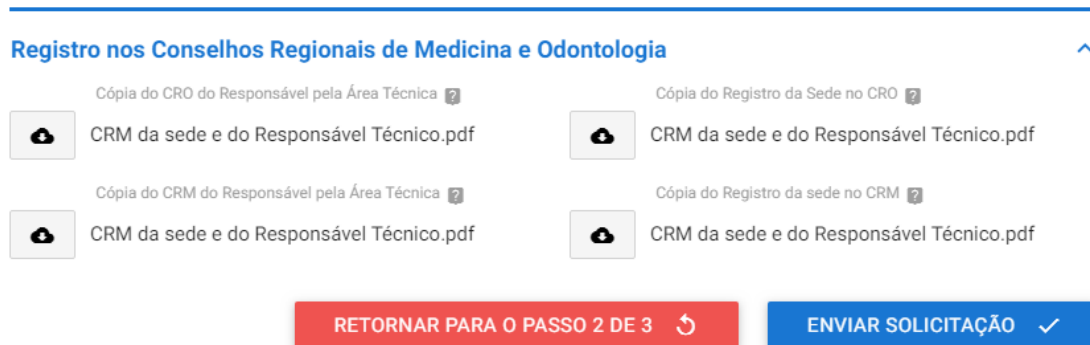 Registro nos Conselhos Regionais de Medicina e Odontologia
Cópia do CRO do Responsável pela Área Técnica ?
Cópia do Registro da Sede no CRO ?
CRM da sede e do Responsável Técnico.pdf
CRM da sede e do Responsável Técnico.pdf
Cópia do CRM do Responsável pela Área Técnica ?
Cópia do Registro da sede no CRM ?
CRM da sede e do Responsável Técnico.pdf
CRM da sede e do Responsável Técnico.pdf
RETORNAR PARA O PASSO 2 DE 3
ENVIAR SOLICITAÇÃO